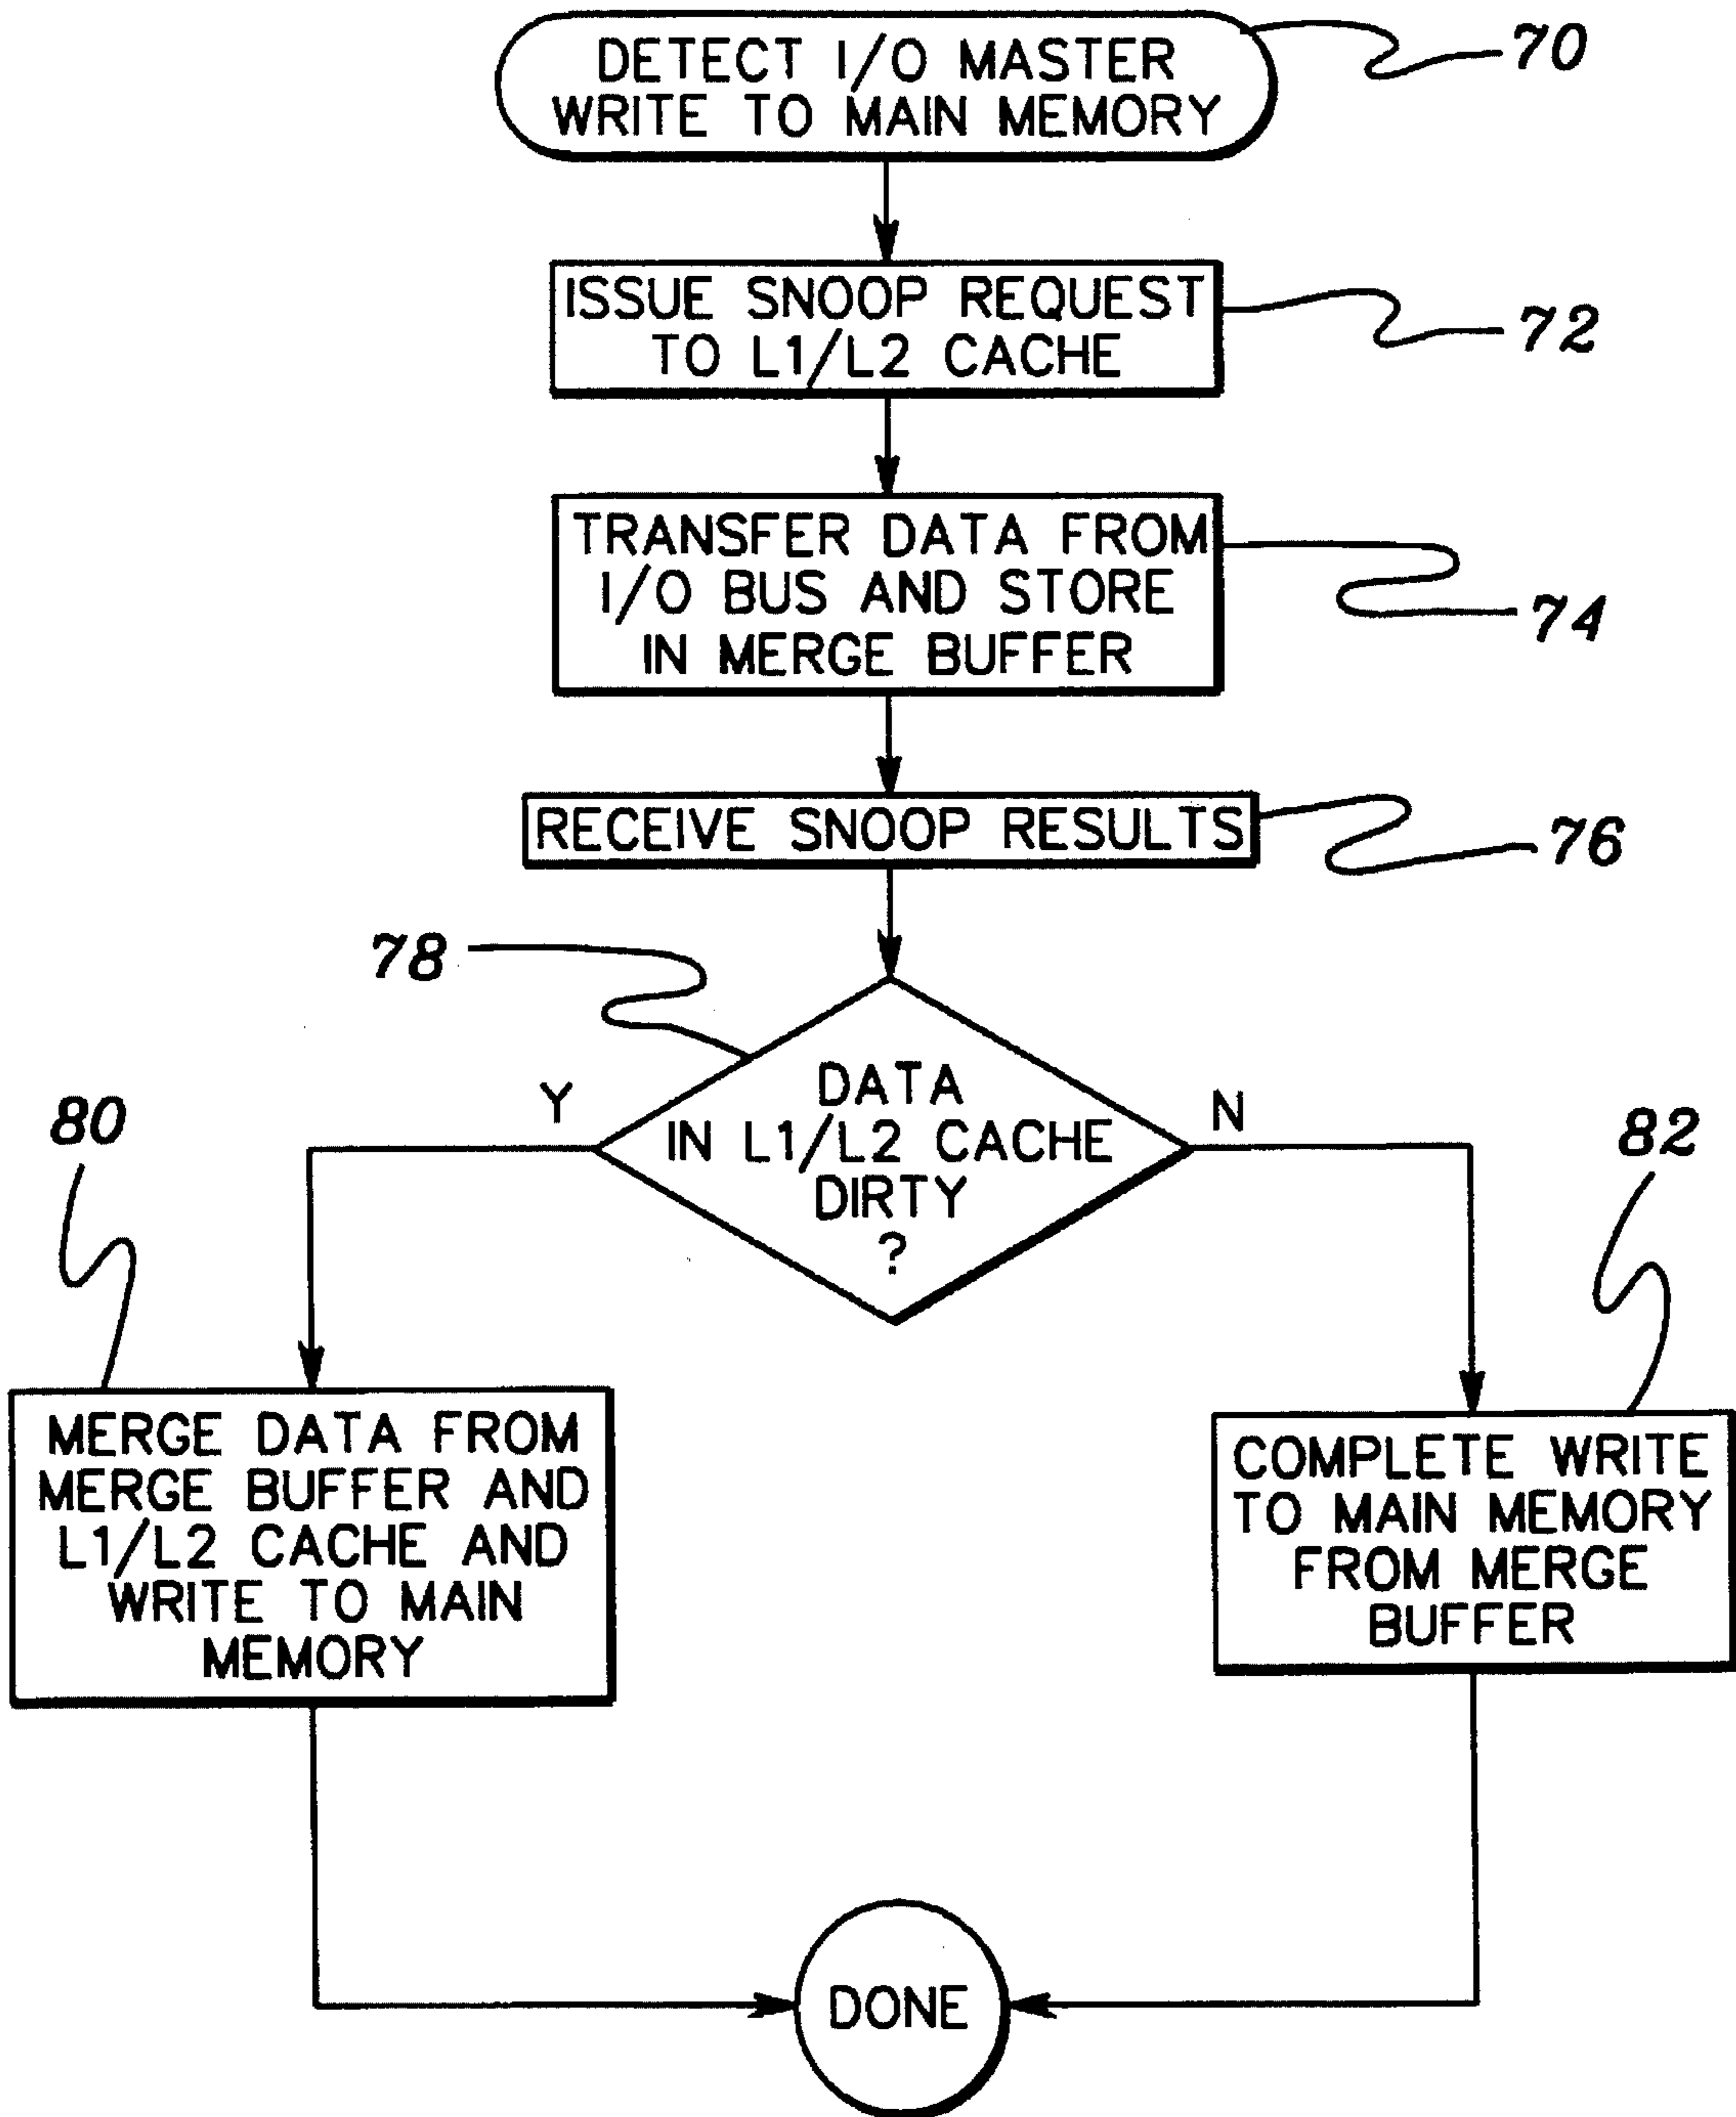 DETECT I/O MASTER
WRITE TO MAIN MEMORY
70
ISSUE SNOOP REQUEST
TO L1/L2 CACHE
72
TRANSFER DATA FROM
I/O BUS AND STORE
IN MERGE BUFFER
74
RECEIVE SNOOP RESULTS
76
78
DATA
IN L1/L2 CACHE
DIRTY
?
Y
N
80
82
MERGE DATA FROM
MERGE BUFFER AND
L1/L2 CACHE AND
WRITE TO MAIN
MEMORY
COMPLETE WRITE
TO MAIN MEMORY
FROM MERGE
BUFFER
DONE